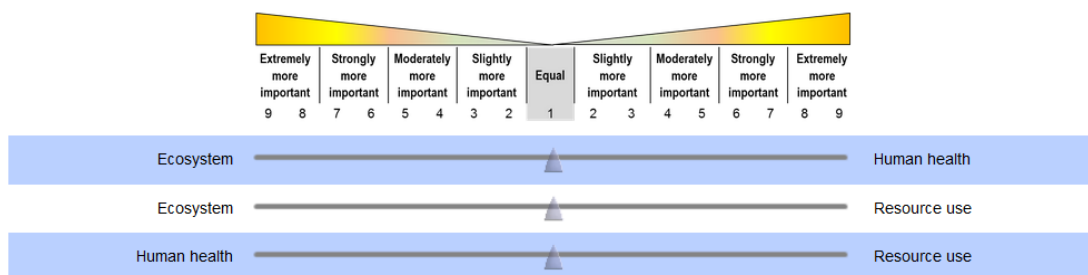 Extremely more important Strongly more important Moderately more important Slightly more important Equal Slightly more important Moderately more important Strongly more important Extremely more important
9 8 7 6 5 4 3 2 1 2 3 4 5 6 7 8 9
Ecosystem Human health
Ecosystem Resource use
Human health Resource use